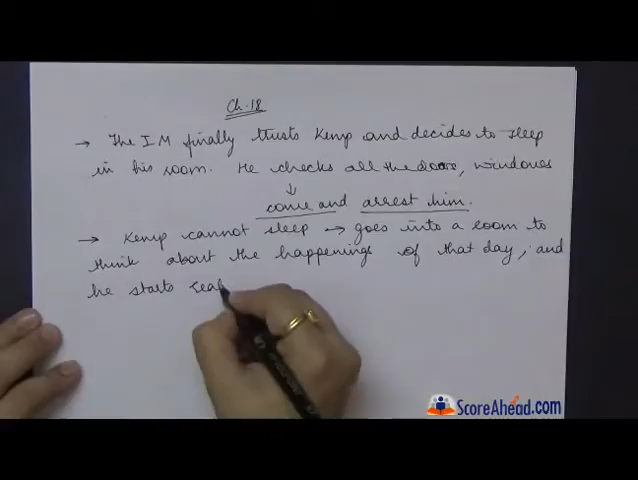 Ch. 18
→ The IM finally trusts Kemp and decides to sleep
in his room. He checks all the doors, windows
↓
come and arrest him.
→ Kemp cannot sleep → goes into a room to
think about the happenings of that day, and
he starts rea
ScoreAhead.com